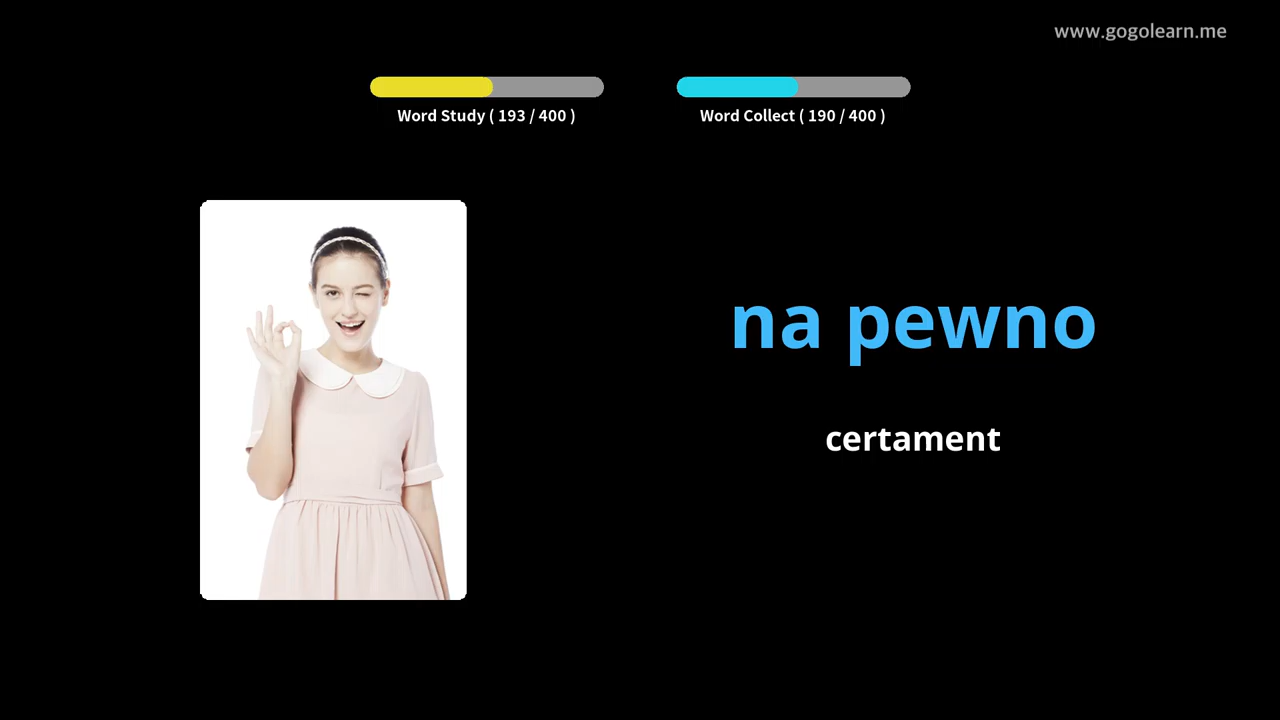 www.gogolearn.me
Word Study ( 193 / 400 )
Word Collect ( 190 / 400 )
na pewno
certament